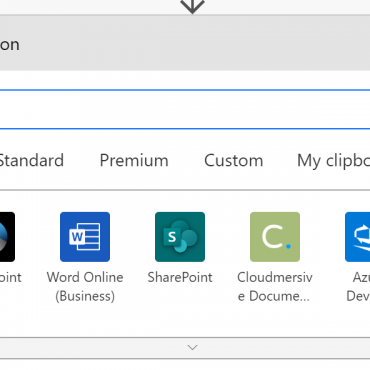 on
Standard Premium Custom My clipbo
oint Word Online SharePoint Cloudmersiv Azu
(Business) e Docume... Dev